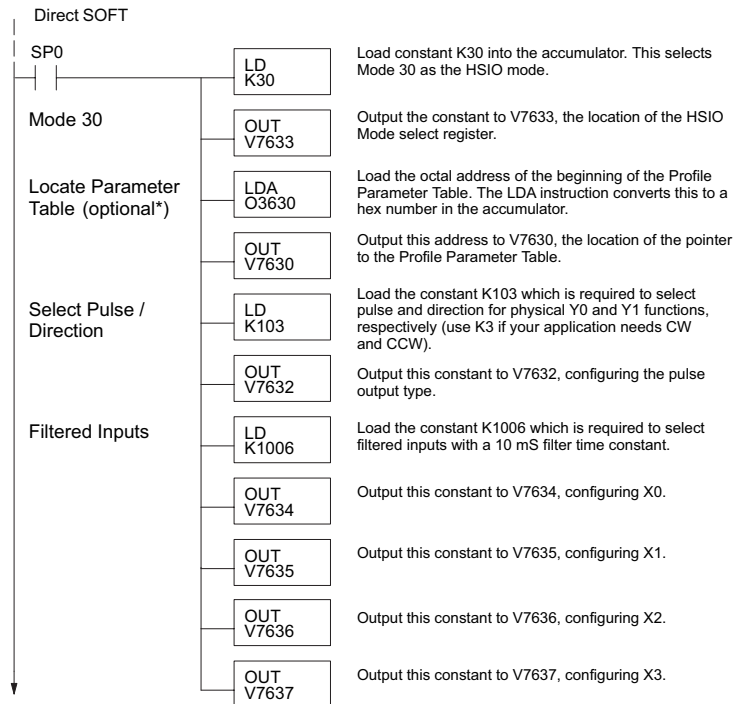 Direct SOFT
SP0
LD
K30
Load constant K30 into the accumulator. This selects
Mode 30 as the HSIO mode.
Mode 30
OUT
V7633
Output the constant to V7633, the location of the HSIO
Mode select register.
Locate Parameter
Table (optional*)
LDA
O3630
Load the octal address of the beginning of the Profile
Parameter Table. The LDA instruction converts this to a
hex number in the accumulator.
OUT
V7630
Output this address to V7630, the location of the pointer
to the Profile Parameter Table.
Select Pulse /
Direction
LD
K103
Load the constant K103 which is required to select
pulse and direction for physical Y0 and Y1 functions,
respectively (use K3 if your application needs CW
and CCW).
OUT
V7632
Output this constant to V7632, configuring the pulse
output type.
Filtered Inputs
LD
K1006
Load the constant K1006 which is required to select
filtered inputs with a 10 mS filter time constant.
OUT
V7634
Output this constant to V7634, configuring X0.
OUT
V7635
Output this constant to V7635, configuring X1.
OUT
V7636
Output this constant to V7636, configuring X2.
OUT
V7637
Output this constant to V7637, configuring X3.